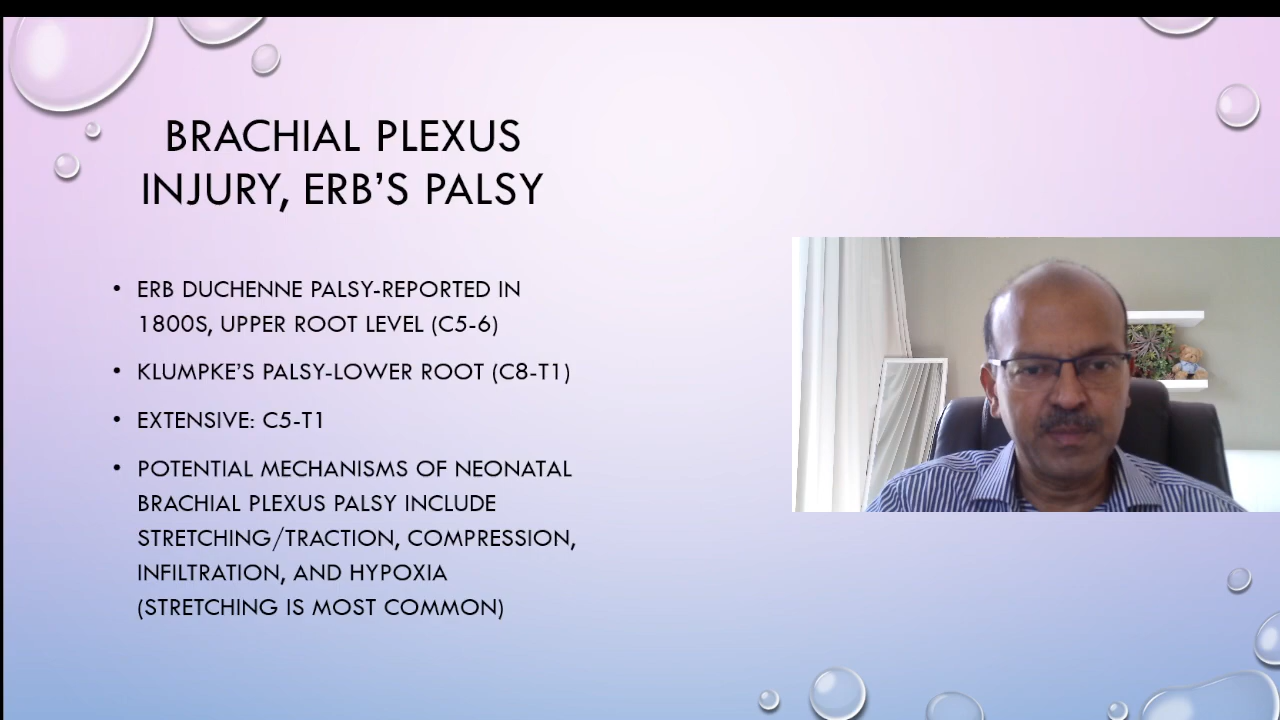 BRACHIAL PLEXUS
INJURY, ERB’S PALSY
• ERB DUCHENNE PALSY-REPORTED IN
1800S, UPPER ROOT LEVEL (C5-6)
• KLUMPKE’S PALSY-LOWER ROOT (C8-T1)
• EXTENSIVE: C5-T1
• POTENTIAL MECHANISMS OF NEONATAL
BRACHIAL PLEXUS PALSY INCLUDE
STRETCHING/TRACTION, COMPRESSION,
INFILTRATION, AND HYPOXIA
(STRETCHING IS MOST COMMON)